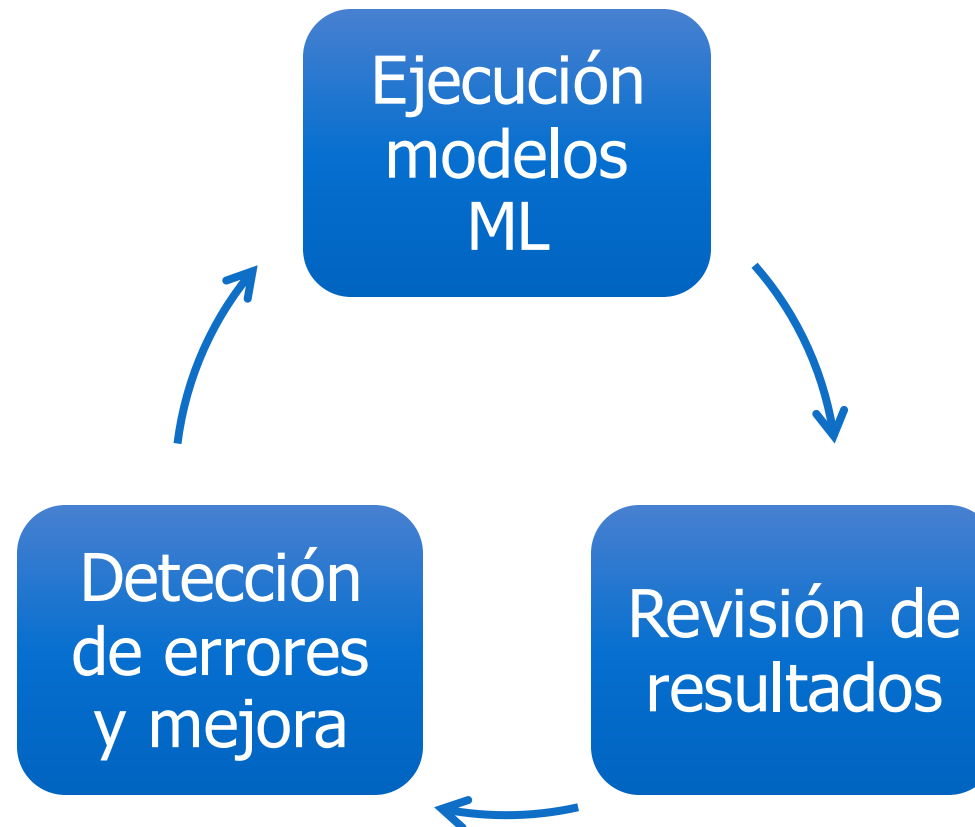 Ejecución
modelos
ML
Detección
de errores
y mejora
Revisión de
resultados